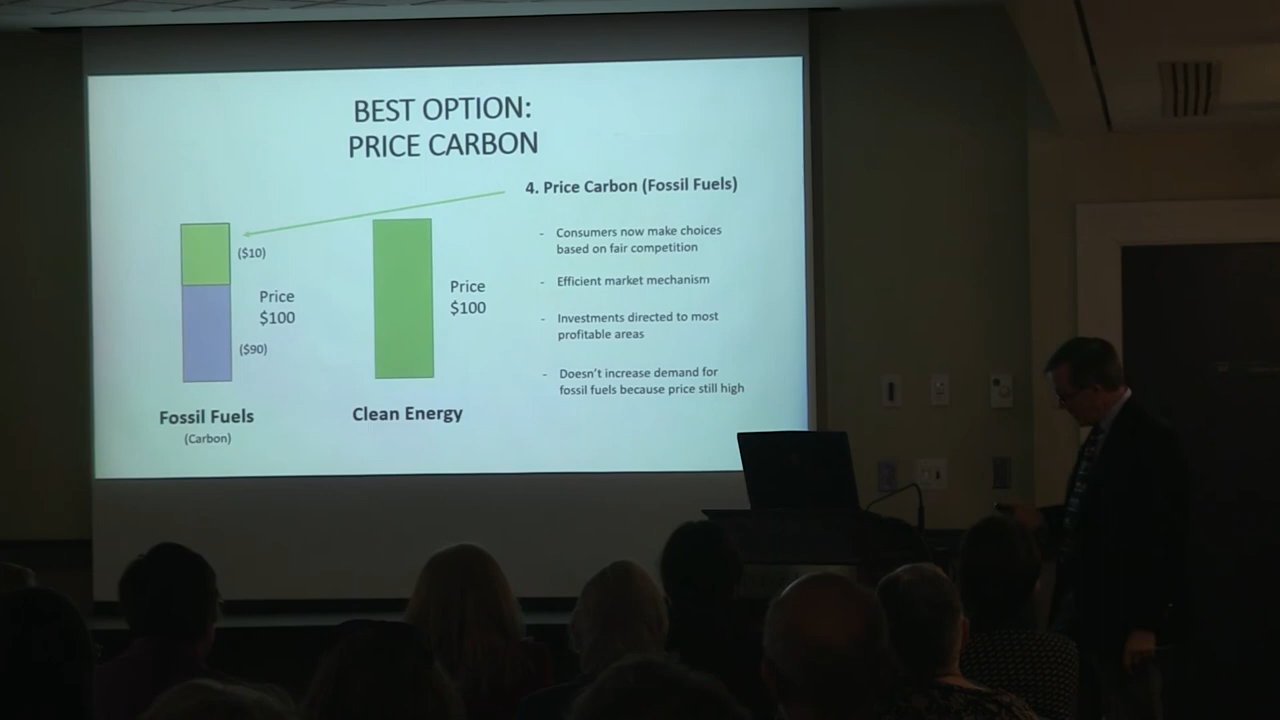 BEST OPTION:
PRICE CARBON
4. Price Carbon (Fossil Fuels)
- Consumers now make choices
based on fair competition
- Efficient market mechanism
- Investments directed to most
profitable areas
- Doesn't increase demand for
fossil fuels because price still high
($10)
Price
$100
($90)
Fossil Fuels
(Carbon)
Price
$100
Clean Energy